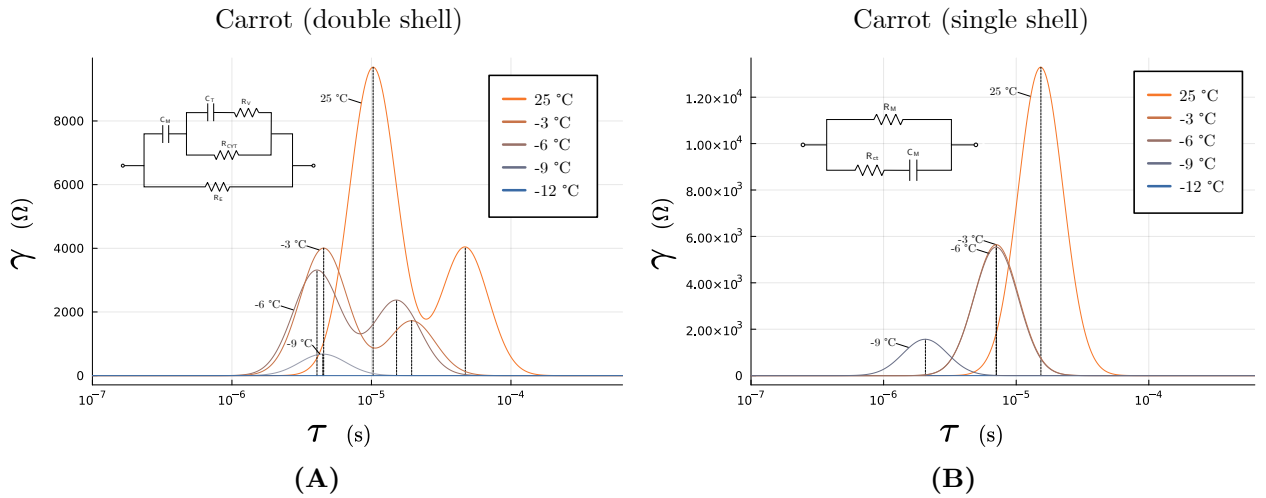 Carrot (double shell)
25 °C
-3 °C
-6 °C
-9 °C
C_M
C_T
R_V
R_CYT
R_E
25 °C
-3 °C
-6 °C
-9 °C
-12 °C
8000
6000
4000
2000
0
γ (Ω)
10⁻⁷
10⁻⁶
10⁻⁵
10⁻⁴
τ (s)
(A)
Carrot (single shell)
25 °C
-3 °C
-6 °C
-9 °C
R_M
R_ct
C_M
25 °C
-3 °C
-6 °C
-9 °C
-12 °C
1.20×10⁴
1.00×10⁴
8.00×10³
6.00×10³
4.00×10³
2.00×10³
0
γ (Ω)
10⁻⁷
10⁻⁶
10⁻⁵
10⁻⁴
τ (s)
(B)